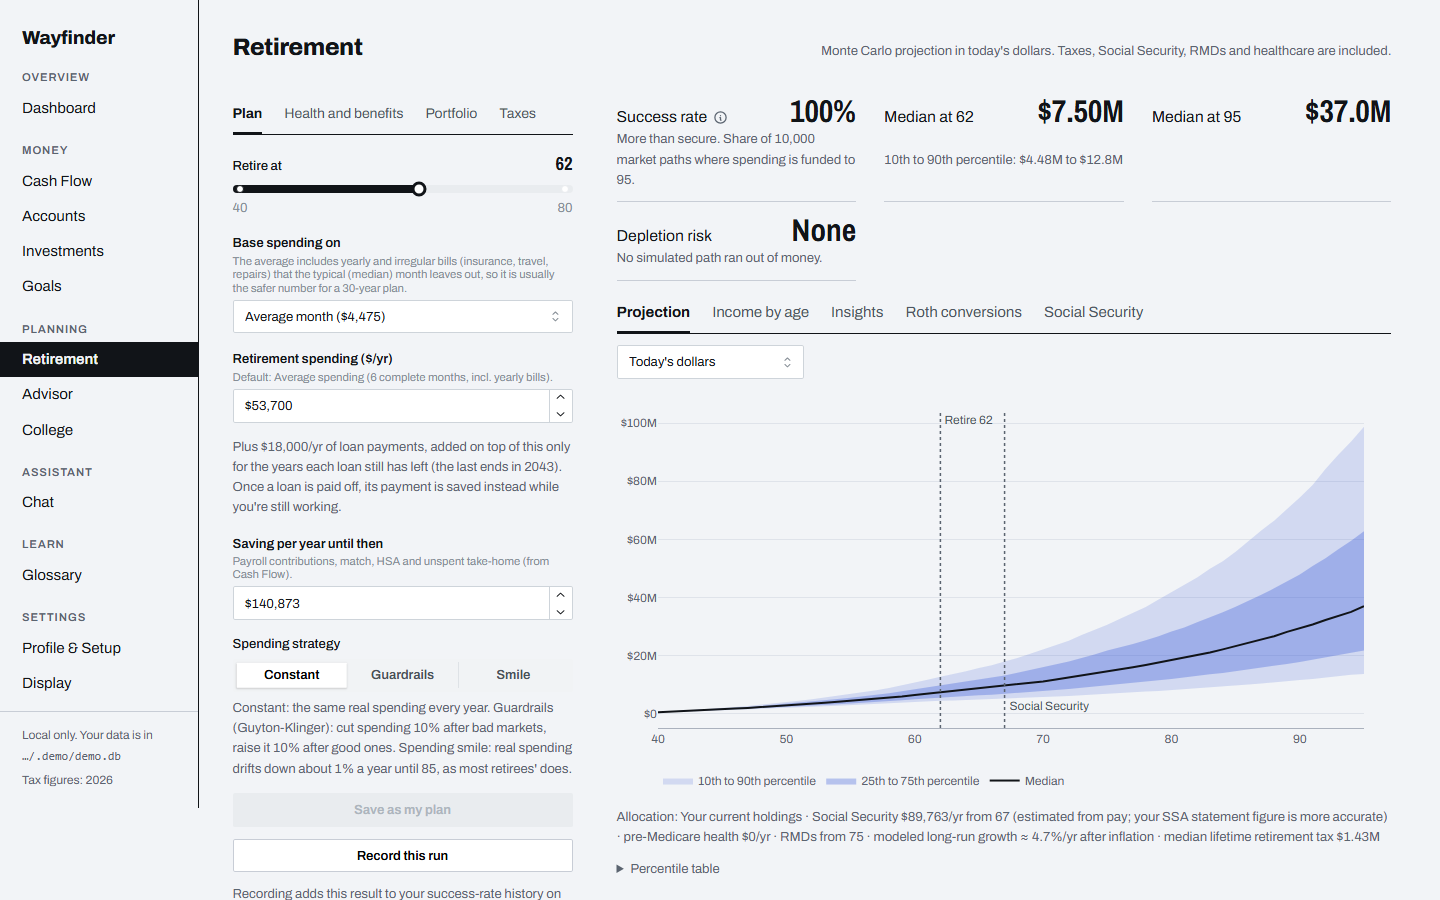 Wayfinder
OVERVIEW
Dashboard
MONEY
Cash Flow
Accounts
Investments
Goals
PLANNING
Retirement
Advisor
College
ASSISTANT
Chat
LEARN
Glossary
SETTINGS
Profile & Setup
Display
Local only. Your data is in
…/.demo/demo.db
Tax figures: 2026
Retirement
Monte Carlo projection in today's dollars. Taxes, Social Security, RMDs and healthcare are included.
Plan Health and benefits Portfolio Taxes
Retire at 62
40 80
Base spending on
The average includes yearly and irregular bills (insurance, travel,
repairs) that the typical (median) month leaves out, so it is usually
the safer number for a 30-year plan.
Average month ($4,475)
Retirement spending ($/yr)
Default: Average spending (6 complete months, incl. yearly bills).
$53,700
Plus $18,000/yr of loan payments, added on top of this only
for the years each loan still has left (the last ends in 2043).
Once a loan is paid off, its payment is saved instead while
you're still working.
Saving per year until then
Payroll contributions, match, HSA and unspent take-home (from
Cash Flow).
$140,873
Spending strategy
Constant Guardrails Smile
Constant: the same real spending every year. Guardrails
(Guyton-Klinger): cut spending 10% after bad markets,
raise it 10% after good ones. Spending smile: real spending
drifts down about 1% a year until 85, as most retirees' does.
Save as my plan
Record this run
Recording adds this result to your success-rate history on
Success rate 100%
More than secure. Share of 10,000
market paths where spending is funded to
95.
Median at 62 $7.50M
10th to 90th percentile: $4.48M to $12.8M
Median at 95 $37.0M
Depletion risk None
No simulated path ran out of money.
Projection Income by age Insights Roth conversions Social Security
Today's dollars
$100M
$80M
$60M
$40M
$20M
$0
Retire 62
Social Security
40 50 60 70 80 90
10th to 90th percentile 25th to 75th percentile Median
Allocation: Your current holdings · Social Security $89,763/yr from 67 (estimated from pay; your SSA statement figure is more accurate)
· pre-Medicare health $0/yr · RMDs from 75 · modeled long-run growth ≈ 4.7%/yr after inflation · median lifetime retirement tax $1.43M
Percentile table